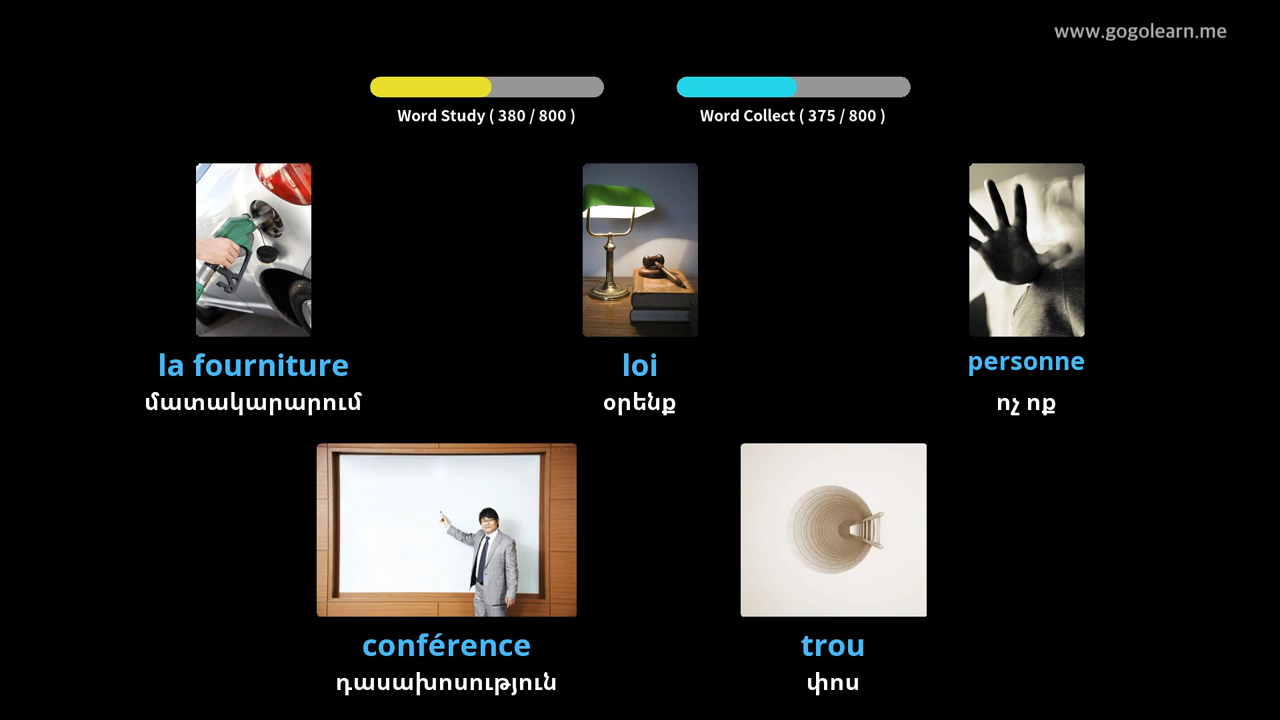 www.gogolearn.me
Word Study ( 380 / 800 )
Word Collect ( 375 / 800 )
la fourniture
մատակարարում
loi
օրենք
personne
ոչ ոք
conférence
դասախոսություն
trou
փոս